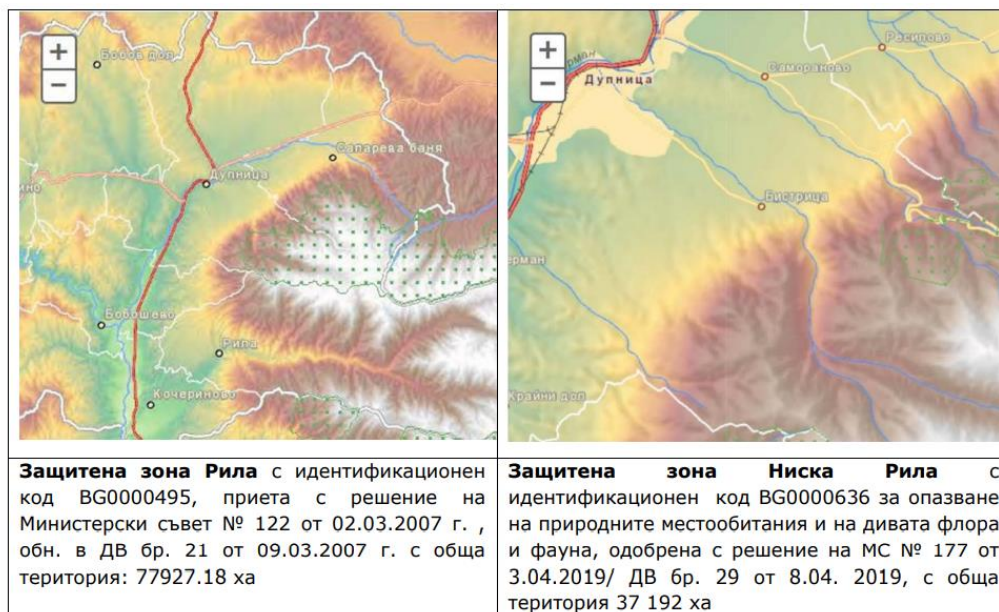 +
−
Бобов дол
Сапарева баня
Дупница
ино
Бобошево
Рила
Кочериново
+
−
Ресилово
Самораново
Дупница
Бистрица
ерман
Крайни дол
Защитена зона Рила с идентификационен
код BG0000495, приета с решение на
Министерски съвет № 122 от 02.03.2007 г. ,
обн. в ДВ бр. 21 от 09.03.2007 г. с обща
територия: 77927.18 ха
Защитена зона Ниска Рила с
идентификационен код BG0000636 за опазване
на природните местообитания и на дивата флора
и фауна, одобрена с решение на МС № 177 от
3.04.2019/ ДВ бр. 29 от 8.04. 2019, с обща
територия 37 192 ха